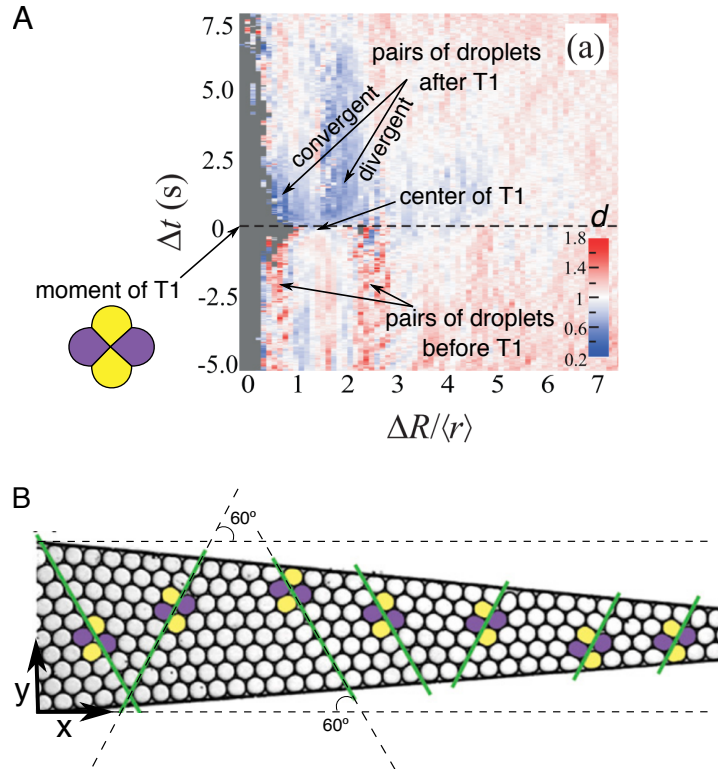 A
(a)
pairs of droplets
after T1
convergent
divergent
center of T1
7.5
5.0
2.5
0
-2.5
-5.0
Δt (s)
moment of T1
d
1.8
1.4
1
0.6
0.2
pairs of droplets
before T1
0 1 2 3 4 5 6 7
ΔR/⟨r⟩
B
60º
y
x
60º